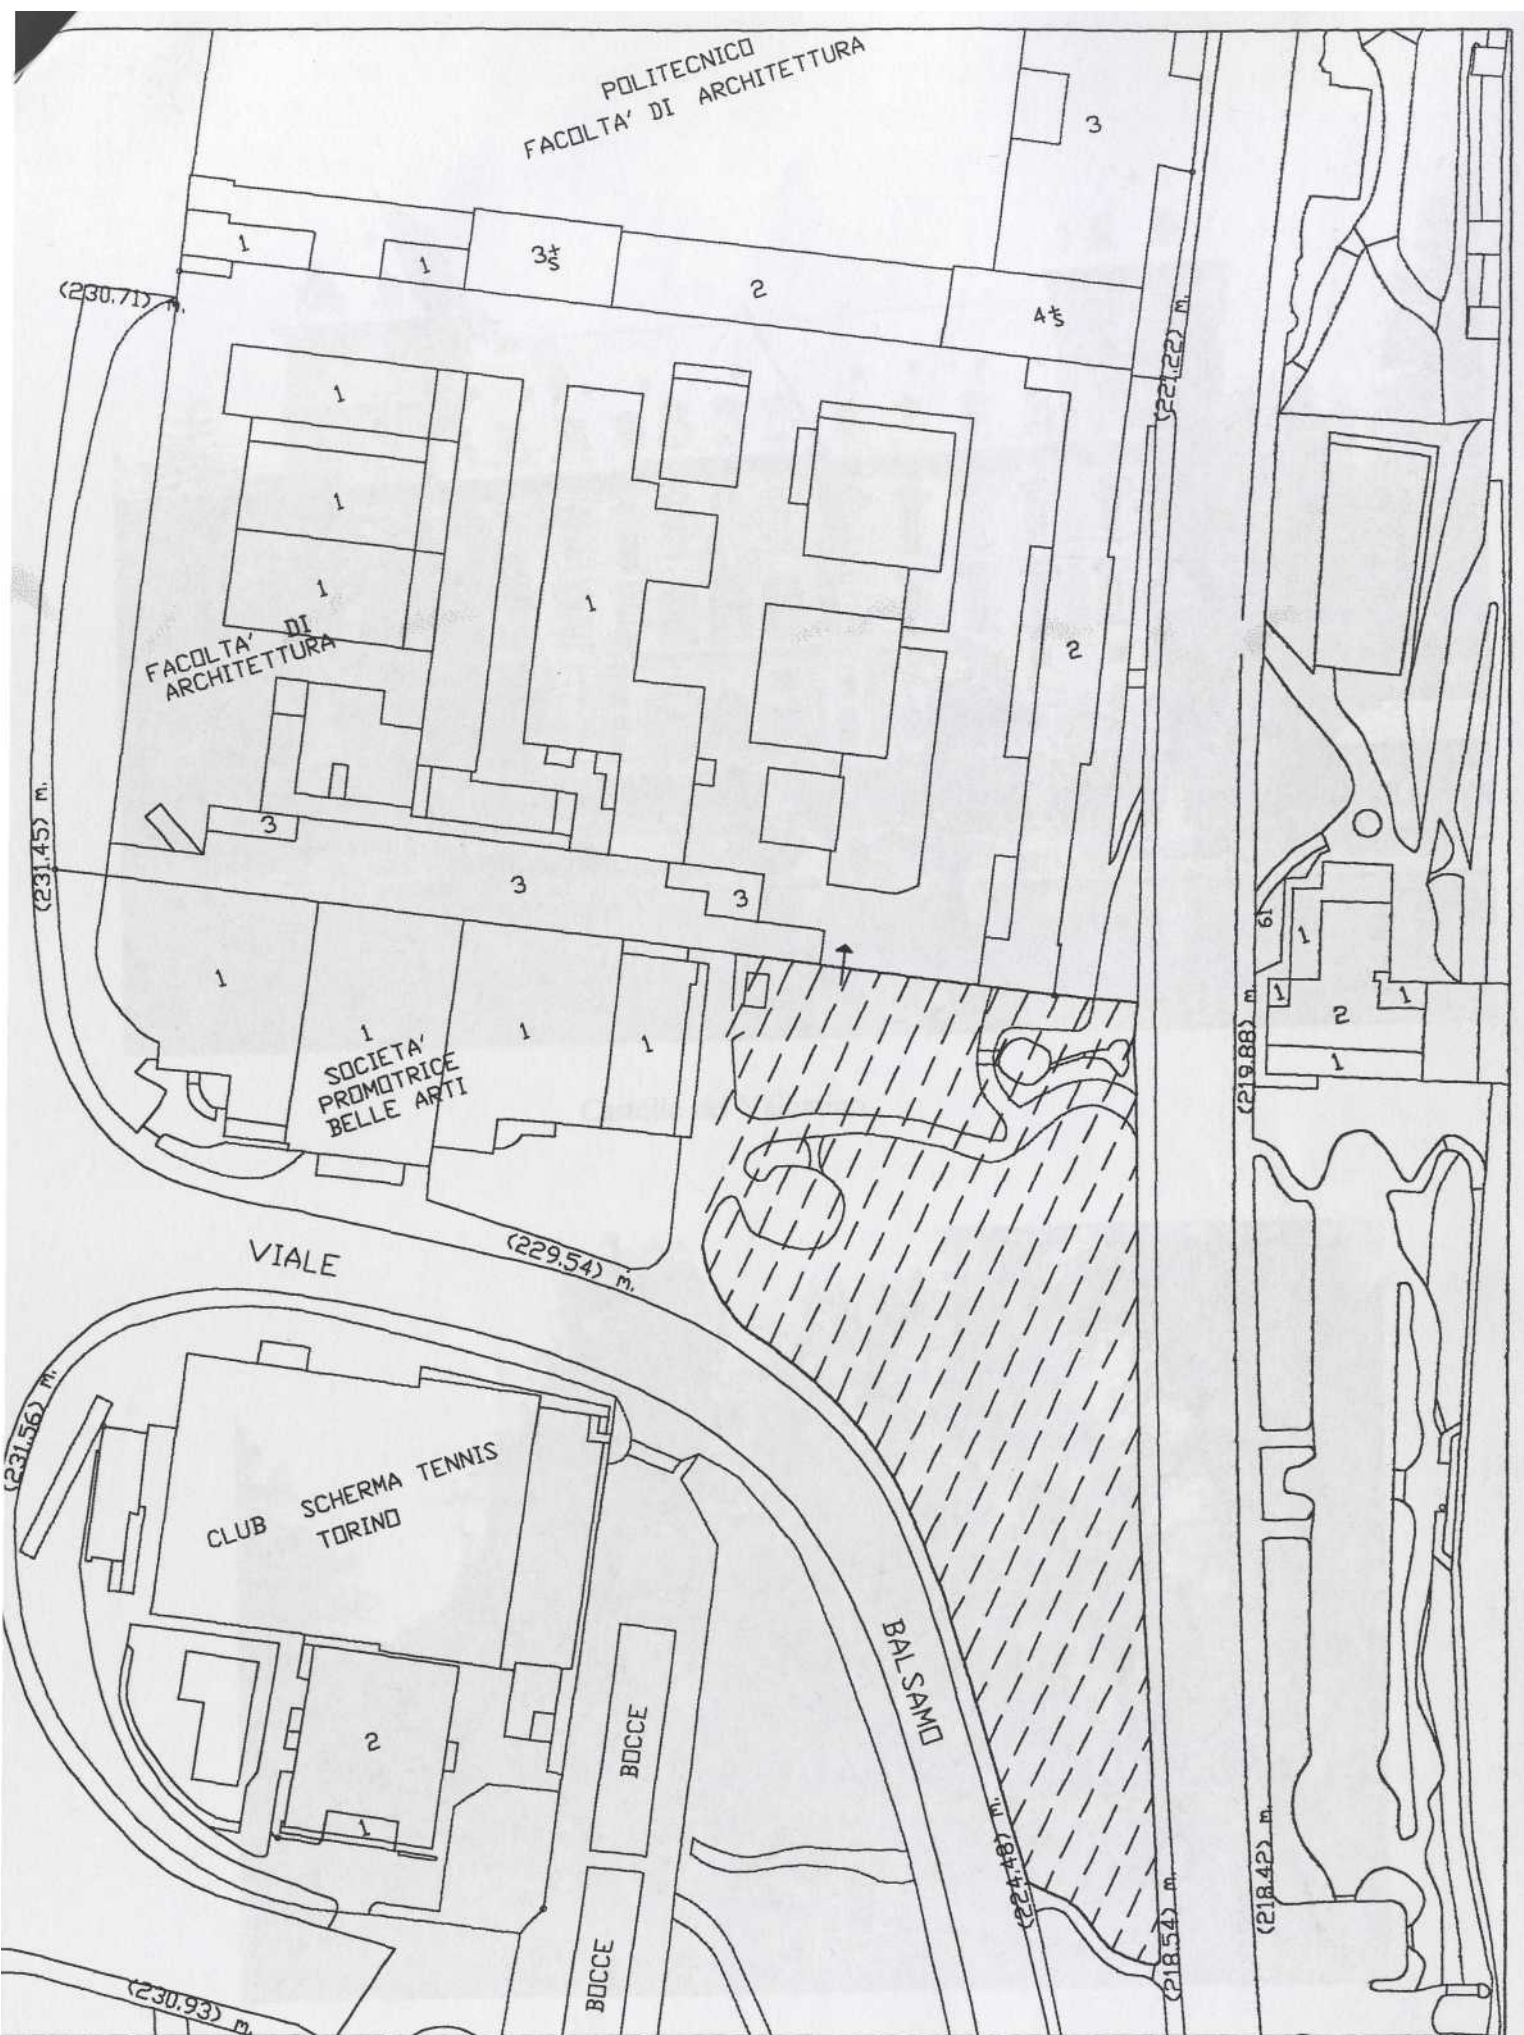 POLITECNICO
FACOLTA' DI ARCHITETTURA
3
1
1
3±s
2
4±s
(230.71) m.
(221.22) m.
1
1
1
1
2
FACOLTA' DI
ARCHITETTURA
(231.45) m.
3
3
3
19
1
1
1
2
1
(219.88) m.
1
1
1
1
SOCIETA'
PROMOTRICE
BELLE ARTI
VIALE
(229.54) m.
(231.56) m.
CLUB SCHERMA TENNIS
TORINO
BALSAMO
2
1
BOCCE
BOCCE
(224.48) m.
(218.54) m.
(218.42) m.
(230.93) m.